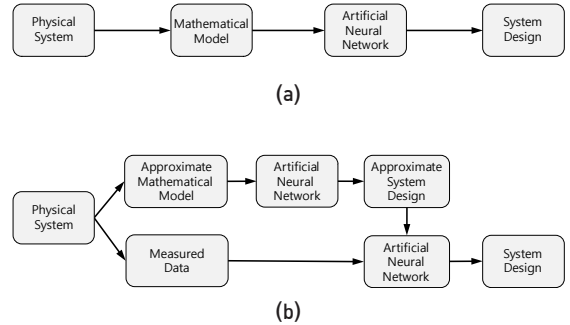 Physical
System
Mathematical
Model
Artificial
Neural
Network
System
Design
(a)
Physical
System
Approximate
Mathematical
Model
Artificial
Neural
Network
Approximate
System
Design
Measured
Data
Artificial
Neural
Network
System
Design
(b)